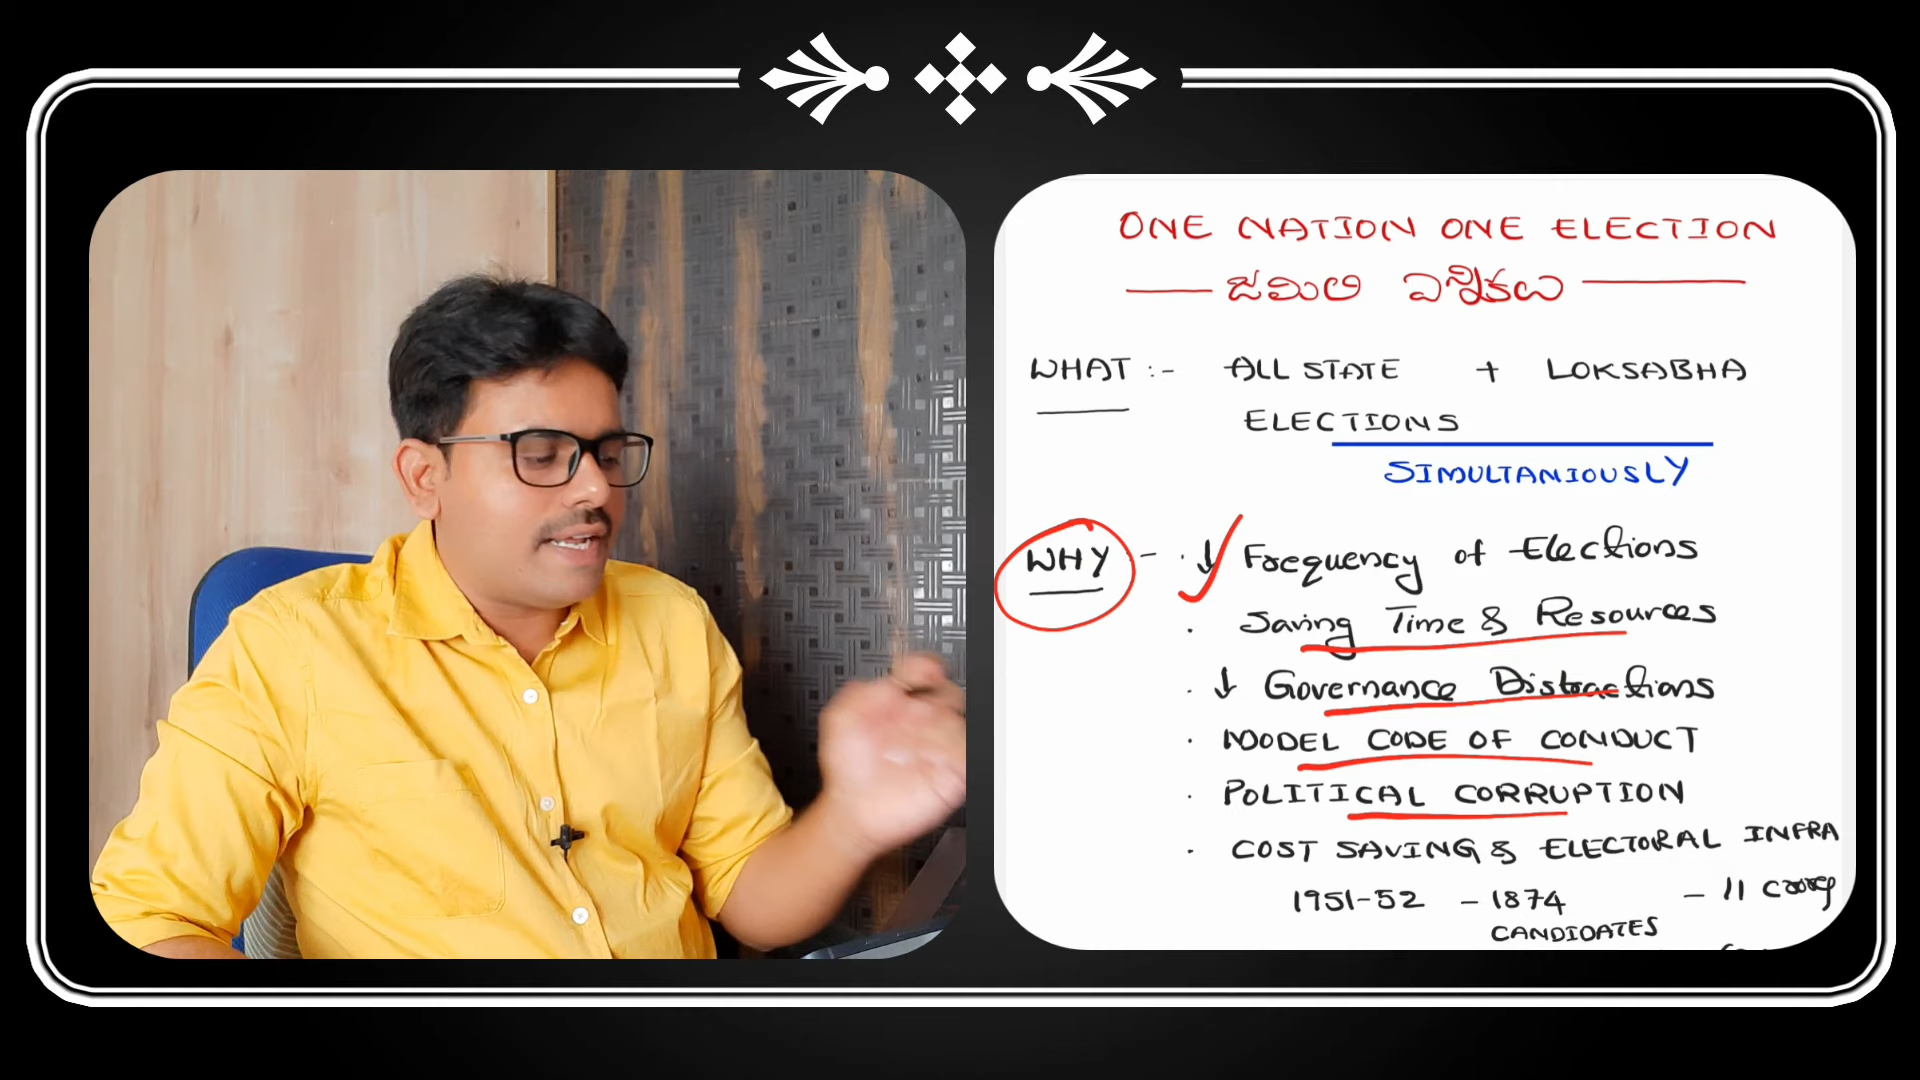 ONE NATION ONE ELECTION
— జమిలి ఎన్నికలు —
WHAT :- ALL STATE + LOKSABHA
ELECTIONS
SIMULTANIOUSLY
WHY - · ↓ Frequency of Elections
· Saving Time & Resources
· ↓ Governance Distractions
· MODEL CODE OF CONDUCT
· POLITICAL CORRUPTION
· COST SAVING & ELECTORAL INFRA
1951-52 - 1874 - 11
CANDIDATES